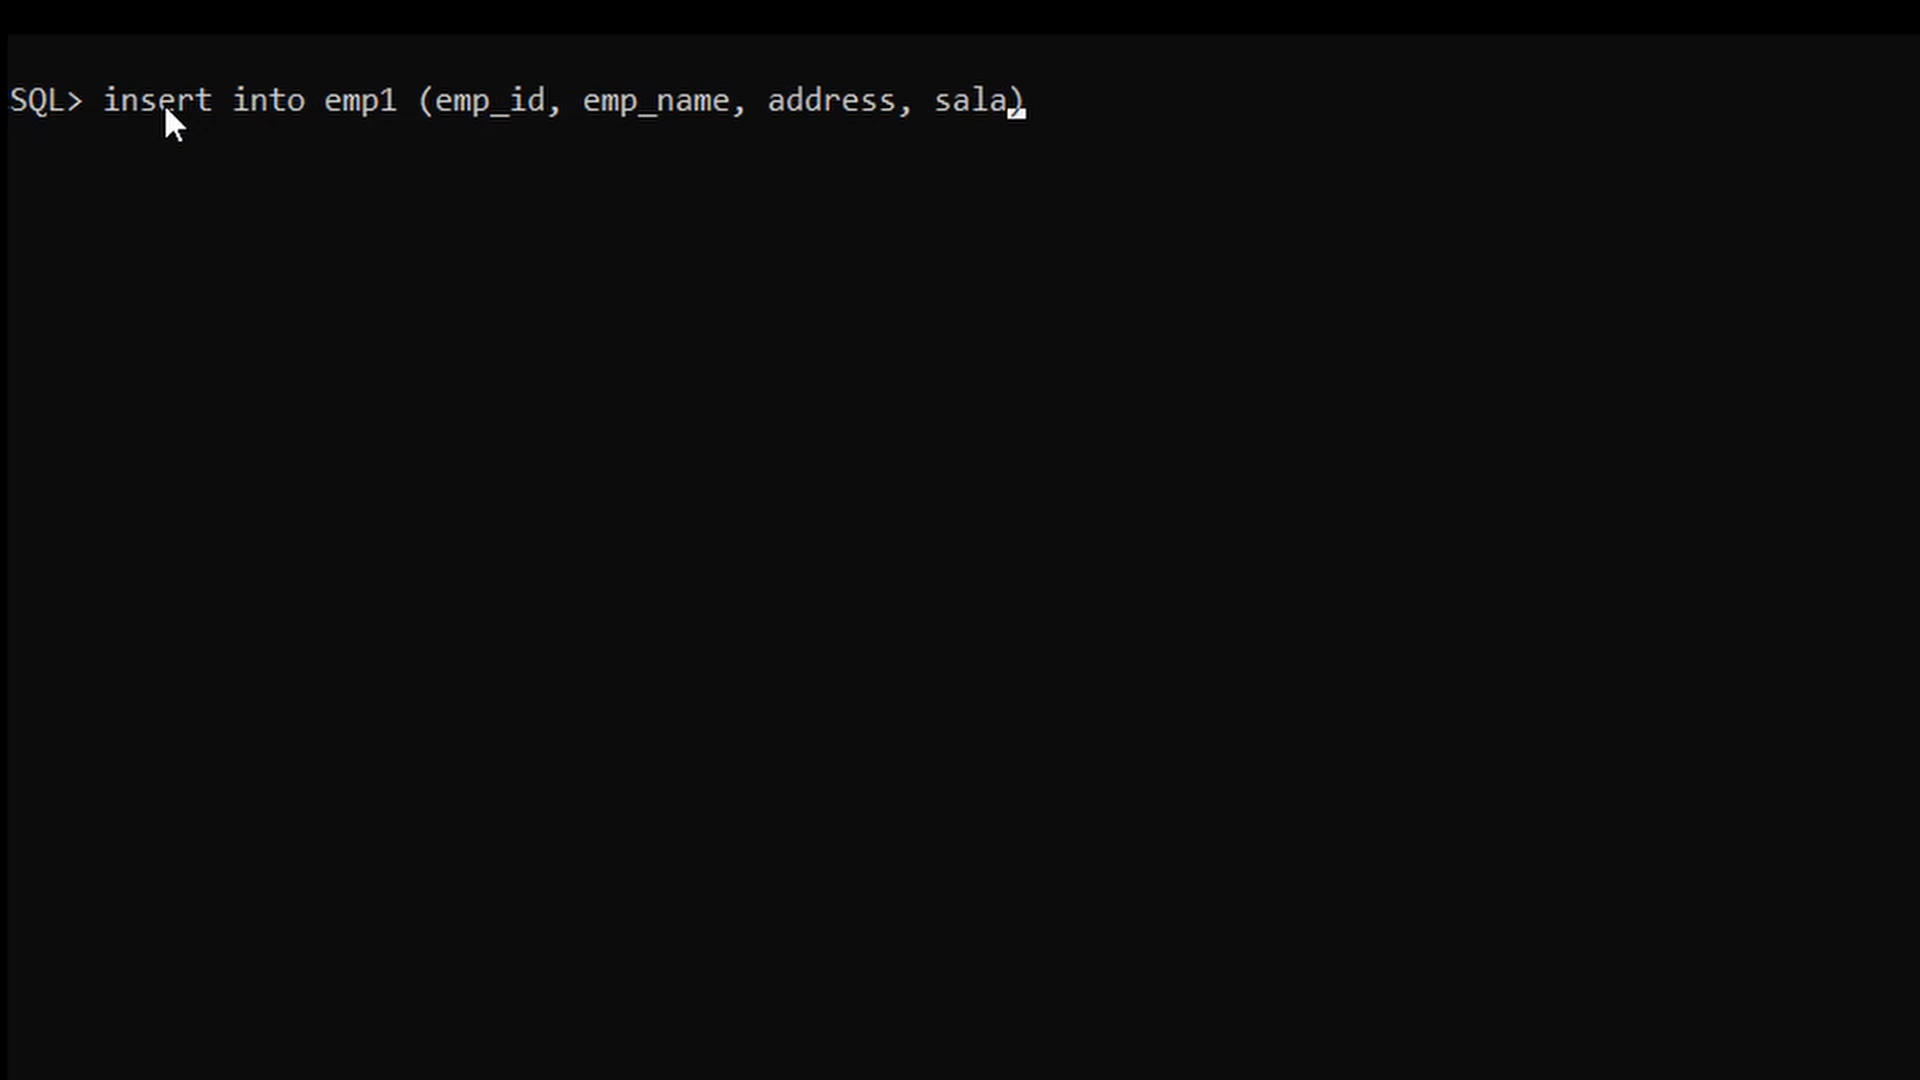 SQL> insert into emp1 (emp_id, emp_name, address, sala)